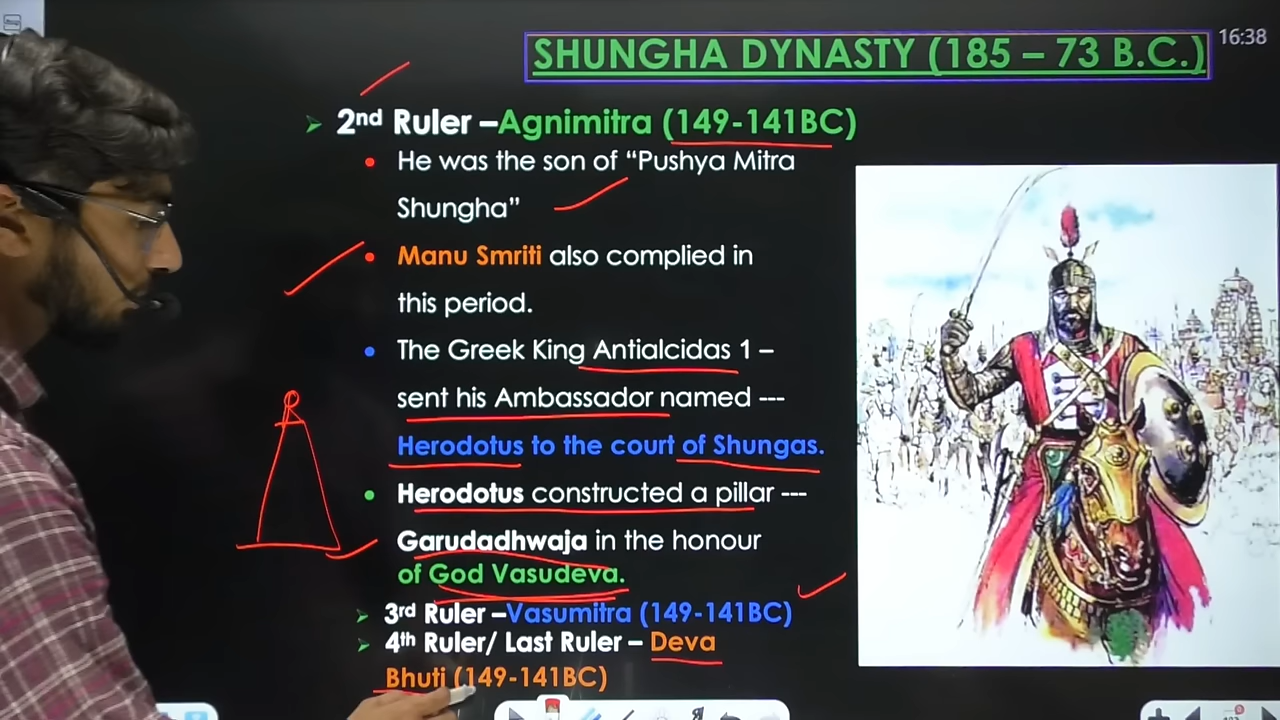 SHUNGHA DYNASTY (185 – 73 B.C.)
16:38
2nd Ruler –Agnimitra (149-141BC)
He was the son of “Pushya Mitra
Shungha”
Manu Smriti also complied in
this period.
The Greek King Antialcidas 1 –
sent his Ambassador named ---
Herodotus to the court of Shungas.
Herodotus constructed a pillar ---
Garudadhwaja in the honour
of God Vasudeva.
3rd Ruler –Vasumitra (149-141BC)
4th Ruler/ Last Ruler – Deva
Bhuti (149-141BC)